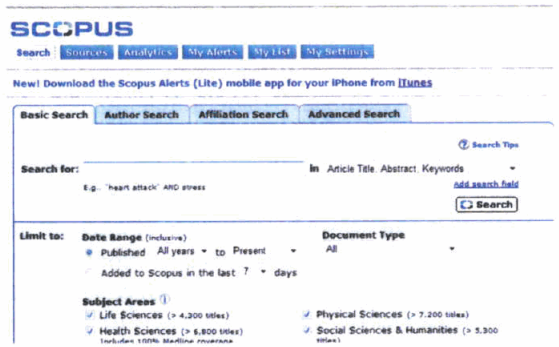 SCOPUS
Search Sources Analytics My Alerts My List My Settings
New! Download the Scopus Alerts (Lite) mobile app for your iPhone from iTunes
Basic Search Author Search Affiliation Search Advanced Search
Search Tips
Search for: in Article Title, Abstract, Keywords
E.g., "heart attack" AND stress
Add search field
Search
Limit to: Date Range (inclusive) Document Type
Published All years to Present All
Added to Scopus in the last 7 days
Subject Areas
Life Sciences (> 4,300 titles) Physical Sciences (> 7,200 titles)
Health Sciences (> 6,800 titles) Social Sciences & Humanities (> 5,300
Includes 100% Medline coverage titles)